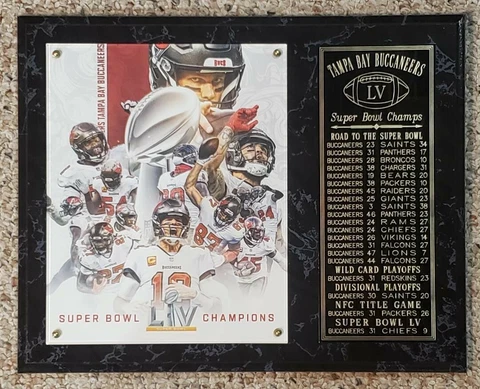 TAMPA BAY BUCCANEERS
SUPER BOWL
LIV
CHAMPIONS
BUCCANEERS
12
TAMPA BAY BUCCANEERS
LV
Super Bowl Champs
ROAD TO THE SUPER BOWL
BUCCANEERS 23 SAINTS 34
BUCCANEERS 31 PANTHERS 17
BUCCANEERS 28 BRONCOS 10
BUCCANEERS 38 CHARGERS 31
BUCCANEERS 19 BEARS 20
BUCCANEERS 38 PACKERS 10
BUCCANEERS 45 RAIDERS 20
BUCCANEERS 25 GIANTS 23
BUCCANEERS 3 SAINTS 38
BUCCANEERS 46 PANTHERS 23
BUCCANEERS 24 RAMS 27
BUCCANEERS 24 CHIEFS 27
BUCCANEERS 26 VIKINGS 14
BUCCANEERS 31 FALCONS 27
BUCCANEERS 47 LIONS 7
BUCCANEERS 44 FALCONS 27
WILD CARD PLAYOFFS
BUCCANEERS 31 REDSKINS 23
DIVISIONAL PLAYOFFS
BUCCANEERS 30 SAINTS 20
NFC TITLE GAME
BUCCANEERS 31 PACKERS 26
SUPER BOWL LV
BUCCANEERS 31 CHIEFS 9